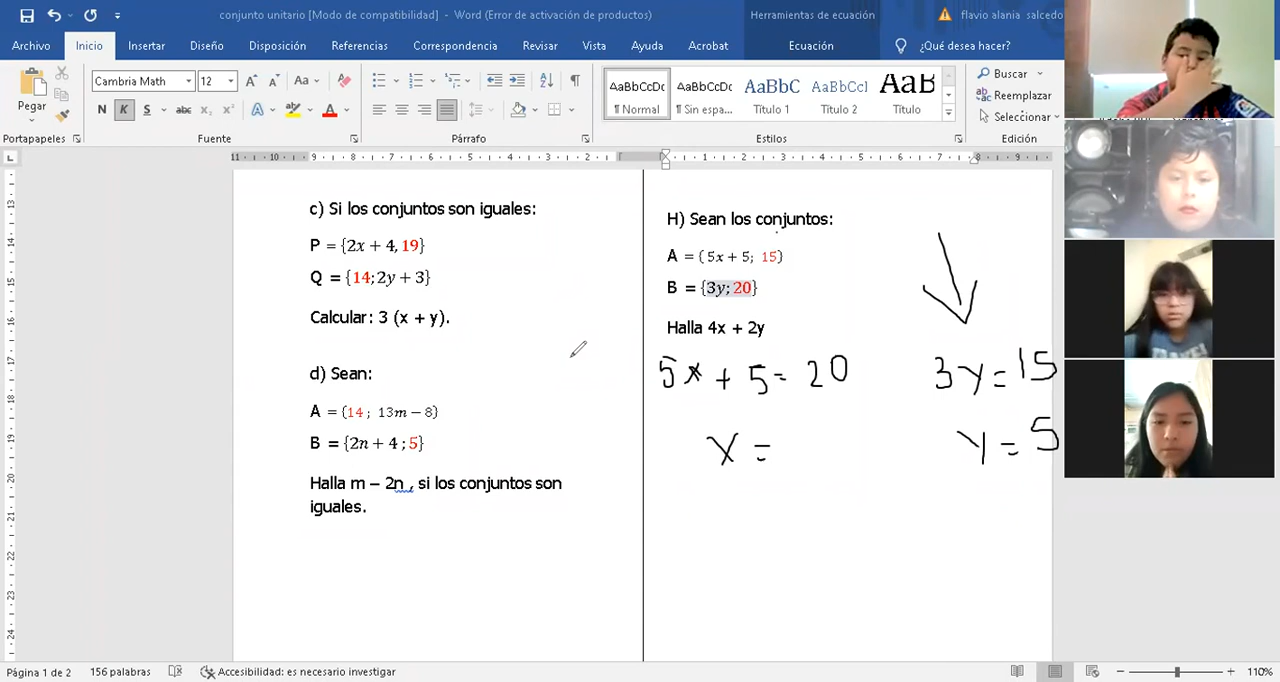 conjunto unitario [Modo de compatibilidad] - Word (Error de activación de productos)
Herramientas de ecuación
flavio alania salcedo
Archivo Inicio Insertar Diseño Disposición Referencias Correspondencia Revisar Vista Ayuda Acrobat Ecuación ¿Qué desea hacer?
Pegar
Cambria Math 12
N K S abc
AaBbCcDc AaBbCcDc AaBbC AaBbCcI AaB
¶ Normal ¶ Sin espa... Título 1 Título 2 Título
Buscar
Reemplazar
Seleccionar
Portapapeles Fuente Párrafo Estilos Edición
c) Si los conjuntos son iguales:
P = {2x + 4, 19}
Q = {14; 2y + 3}
Calcular: 3 (x + y).
d) Sean:
A = (14 ; 13m − 8)
B = {2n + 4 ; 5}
Halla m – 2n , si los conjuntos son
iguales.
H) Sean los conjuntos:
A = ( 5x + 5; 15)
B = {3y; 20}
Halla 4x + 2y
5x + 5 = 20
x =
3y = 15
y = 5
Página 1 de 2 156 palabras Accesibilidad: es necesario investigar 110%